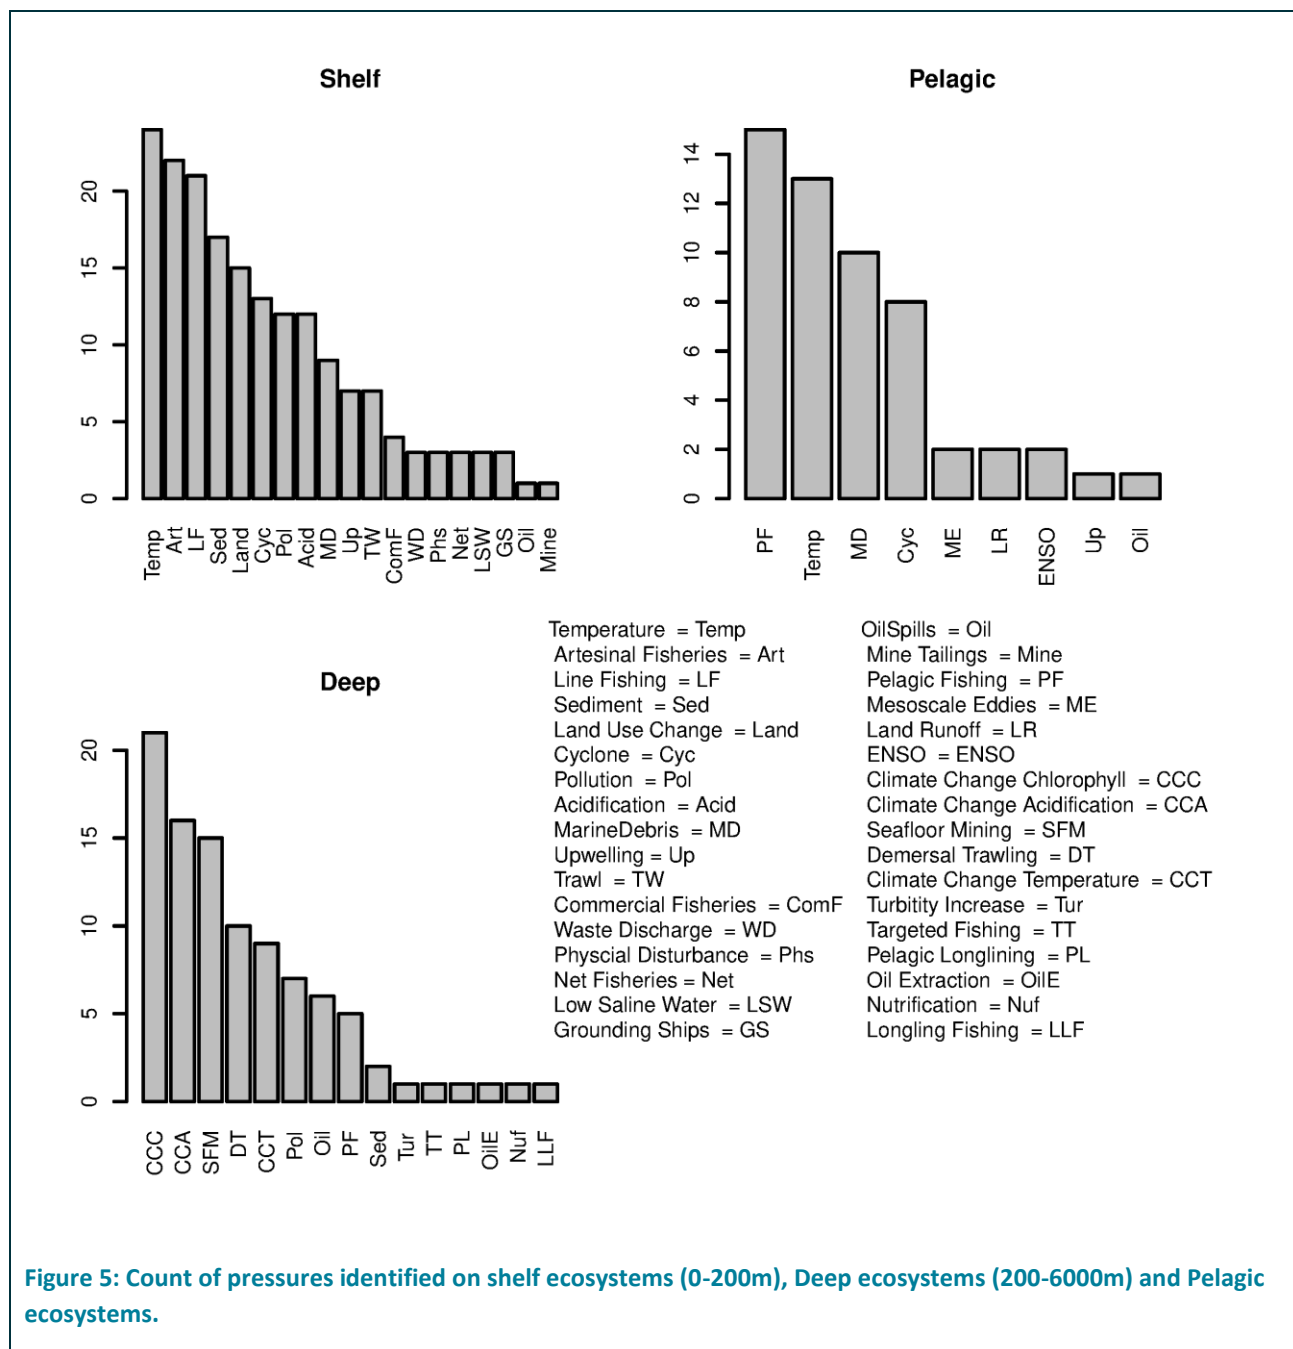 Shelf
20
15
10
5
0
Temp
Art
LF
Sed
Land
Cyc
Pol
Acid
MD
Up
TW
ComF
WD
Phs
Net
LSW
GS
Oil
Mine
Pelagic
14
12
10
8
6
4
2
0
PF
Temp
MD
Cyc
ME
LR
ENSO
Up
Oil
Deep
20
15
10
5
0
CCC
CCA
SFM
DT
CCT
Pol
Oil
PF
Sed
Tur
TT
PL
OilE
Nuf
LLF
Temperature = Temp
Artesinal Fisheries = Art
Line Fishing = LF
Sediment = Sed
Land Use Change = Land
Cyclone = Cyc
Pollution = Pol
Acidification = Acid
MarineDebris = MD
Upwelling = Up
Trawl = TW
Commercial Fisheries = ComF
Waste Discharge = WD
Physcial Disturbance = Phs
Net Fisheries = Net
Low Saline Water = LSW
Grounding Ships = GS
OilSpills = Oil
Mine Tailings = Mine
Pelagic Fishing = PF
Mesoscale Eddies = ME
Land Runoff = LR
ENSO = ENSO
Climate Change Chlorophyll = CCC
Climate Change Acidification = CCA
Seafloor Mining = SFM
Demersal Trawling = DT
Climate Change Temperature = CCT
Turbitity Increase = Tur
Targeted Fishing = TT
Pelagic Longlining = PL
Oil Extraction = OilE
Nutrification = Nuf
Longling Fishing = LLF
Figure 5: Count of pressures identified on shelf ecosystems (0-200m), Deep ecosystems (200-6000m) and Pelagic
ecosystems.